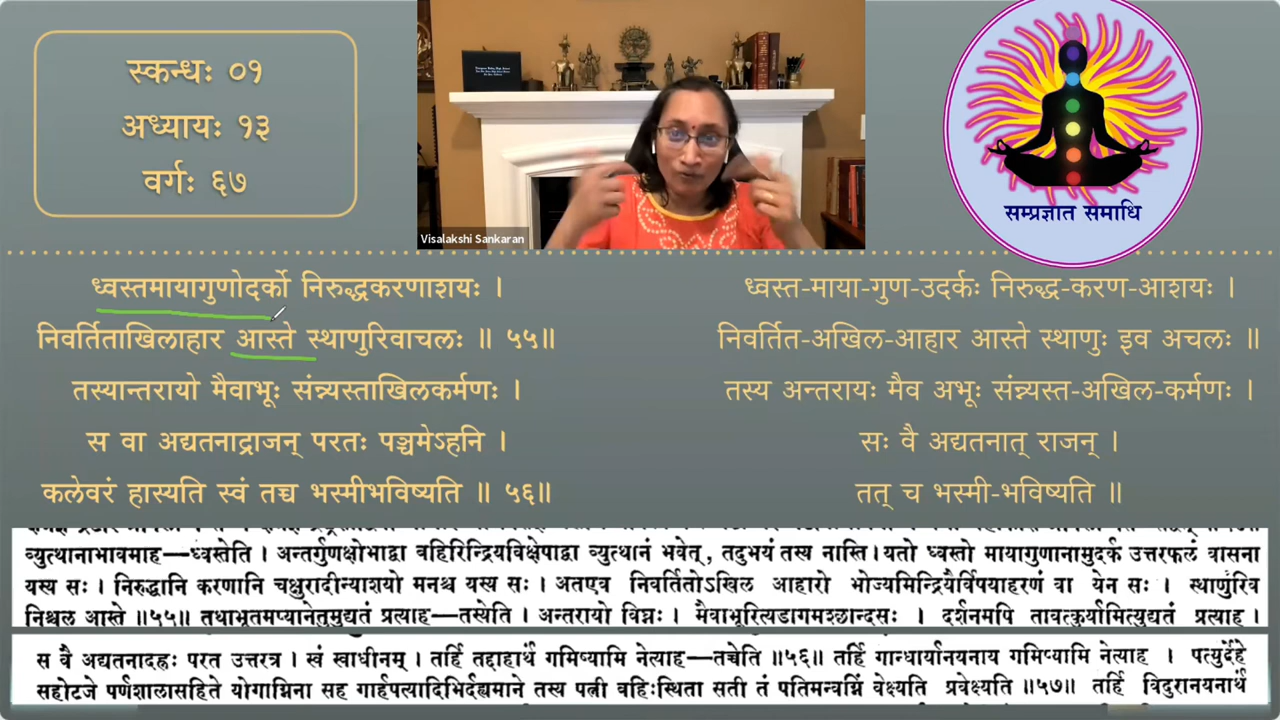 स्कन्धः ०१
अध्यायः १३
वर्गः ६७
Visalakshi Sankaran
सम्प्रज्ञात समाधि
ध्वस्तमायागुणोदर्को निरुद्धकरणाशयः ।
निवर्तिताखिलाहार आस्ते स्थाणुरिवाचलः ॥ ५५॥
तस्यान्तरायो मैवाभूः संन्न्यस्ताखिलकर्मणः ।
स वा अद्यतनाद्राजन् परतः पञ्चमेऽहनि ।
कलेवरं हास्यति स्वं तच्च भस्मीभविष्यति ॥ ५६॥
ध्वस्त-माया-गुण-उदर्कः निरुद्ध-करण-आशयः ।
निवर्तित-अखिल-आहार आस्ते स्थाणुः इव अचलः ॥
तस्य अन्तरायः मैव अभूः संन्न्यस्त-अखिल-कर्मणः ।
सः वै अद्यतनात् राजन् ।
तत् च भस्मी-भविष्यति ॥
व्युत्थानाभावमाह—ध्वस्तेति । अन्तर्गुणक्षोभाद्वा वहिरिन्द्रियविक्षेपाद्वा व्युत्थानं भवेत्, तदुभयं तस्य नास्ति । यतो ध्वस्तो मायागुणानामुदर्क उत्तरफलं वासना
यस्य सः । निरुद्धानि करणानि चक्षुरादीन्याशयो मनश्च यस्य सः । अतएव निवर्तितोऽखिल आहारो भोज्यमिन्द्रियैर्विषयाहरणं वा येन सः । स्थाणुरिव
निश्चल आस्ते ॥५५॥ तथाभूतमप्यानेतुमुद्यतं प्रत्याह—तस्येति । अन्तरायो विघ्नः । मैवाभूरित्यडागमश्छान्दसः । दर्शनमपि तावत्कुर्यामित्युद्यतं प्रत्याह ।
स वै अद्यतनादह्नः परत उत्तरत्र । स्वं स्वाधीनम् । तर्हि तद्दाहार्थं गमिष्यामि नेत्याह—तच्चेति ॥५६॥ तर्हि गान्धार्यानयनाय गमिष्यामि नेत्याह । पत्युर्देहे
सहोटजे पर्णशालासहिते योगाग्निना सह गार्हपत्यादिभिर्दह्यमाने तस्य पत्नी वहिःस्थिता सती तं पतिमन्वग्निं वेक्ष्यति प्रवेक्ष्यति ॥५७॥ तर्हि विदुरानयनार्थं